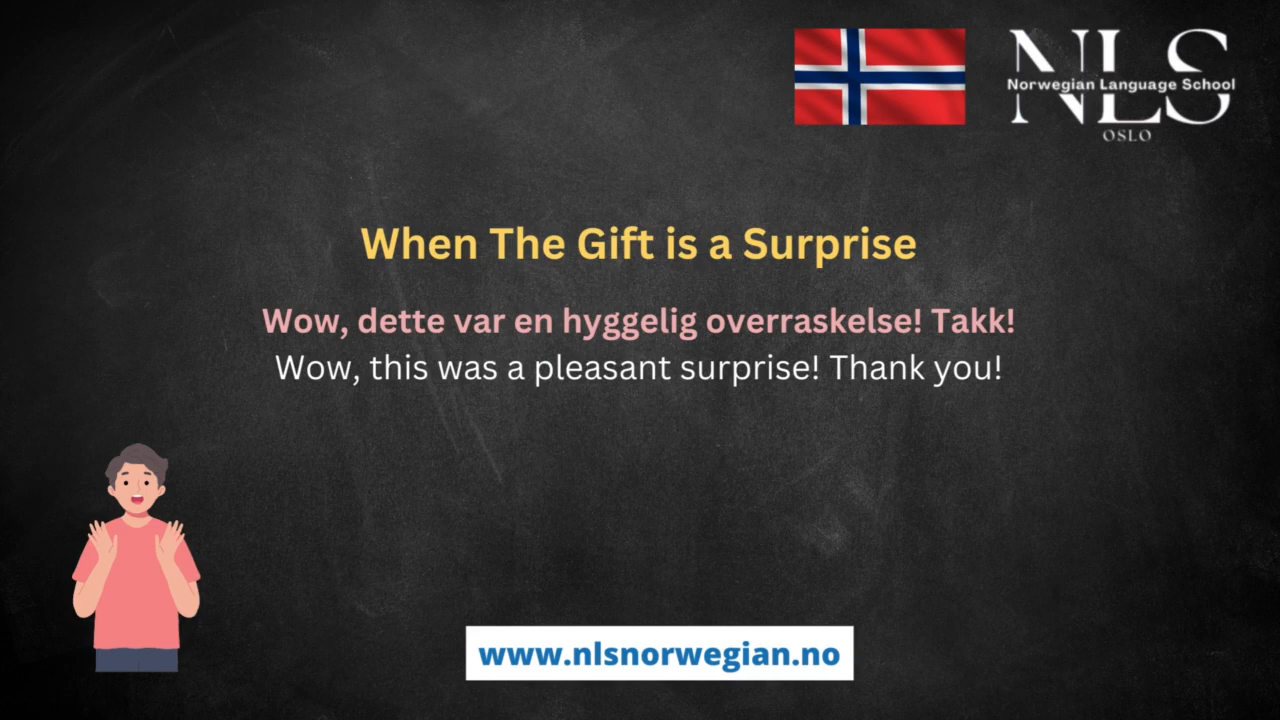 NLS
Norwegian Language School
OSLO
When The Gift is a Surprise
Wow, dette var en hyggelig overraskelse! Takk!
Wow, this was a pleasant surprise! Thank you!
www.nlsnorwegian.no